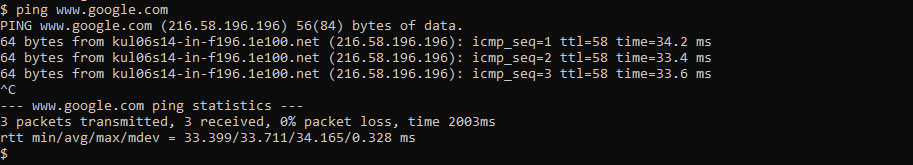 $ ping www.google.com
PING www.google.com (216.58.196.196) 56(84) bytes of data.
64 bytes from kul06s14-in-f196.1e100.net (216.58.196.196): icmp_seq=1 ttl=58 time=34.2 ms
64 bytes from kul06s14-in-f196.1e100.net (216.58.196.196): icmp_seq=2 ttl=58 time=33.4 ms
64 bytes from kul06s14-in-f196.1e100.net (216.58.196.196): icmp_seq=3 ttl=58 time=33.6 ms
^C
--- www.google.com ping statistics ---
3 packets transmitted, 3 received, 0% packet loss, time 2003ms
rtt min/avg/max/mdev = 33.399/33.711/34.165/0.328 ms
$